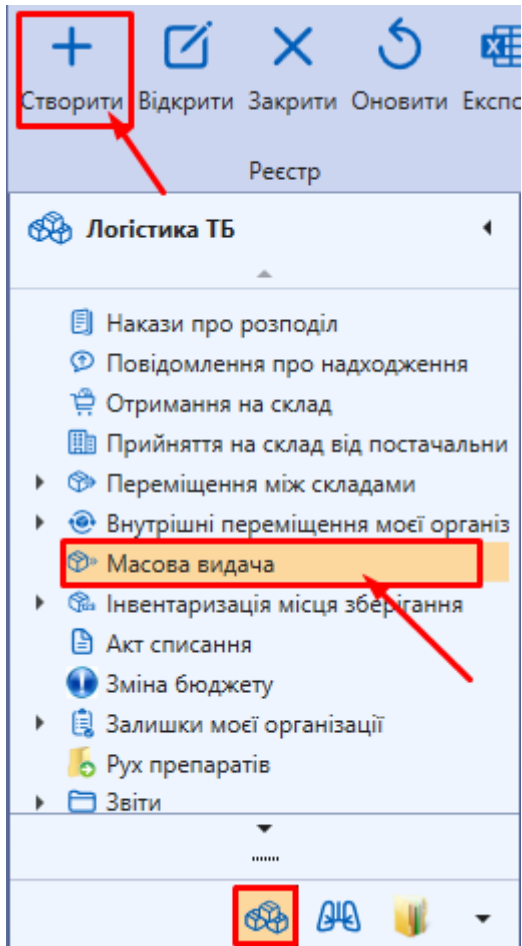 Створити Відкрити Закрити Оновити Експо
Реєстр
Логістика ТБ
Накази про розподіл
Повідомлення про надходження
Отримання на склад
Прийняття на склад від постачальни
Переміщення між складами
Внутрішні переміщення моєї організ
Масова видача
Інвентаризація місця зберігання
Акт списання
Зміна бюджету
Залишки моєї організації
Рух препаратів
Звіти